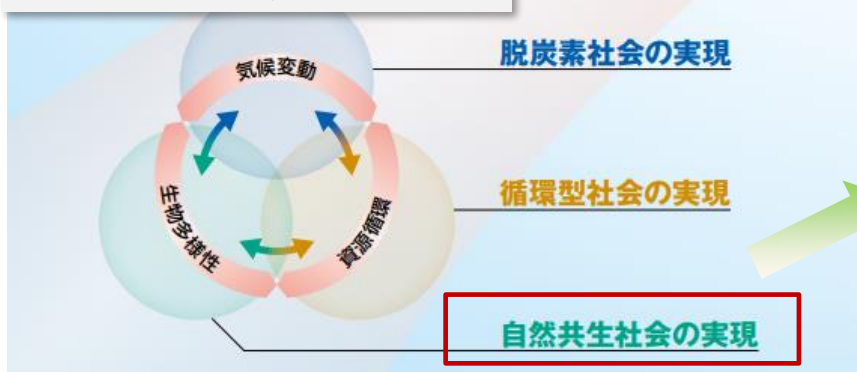 気候変動
脱炭素社会の実現
生物多様性
資源循環
循環型社会の実現
自然共生社会の実現